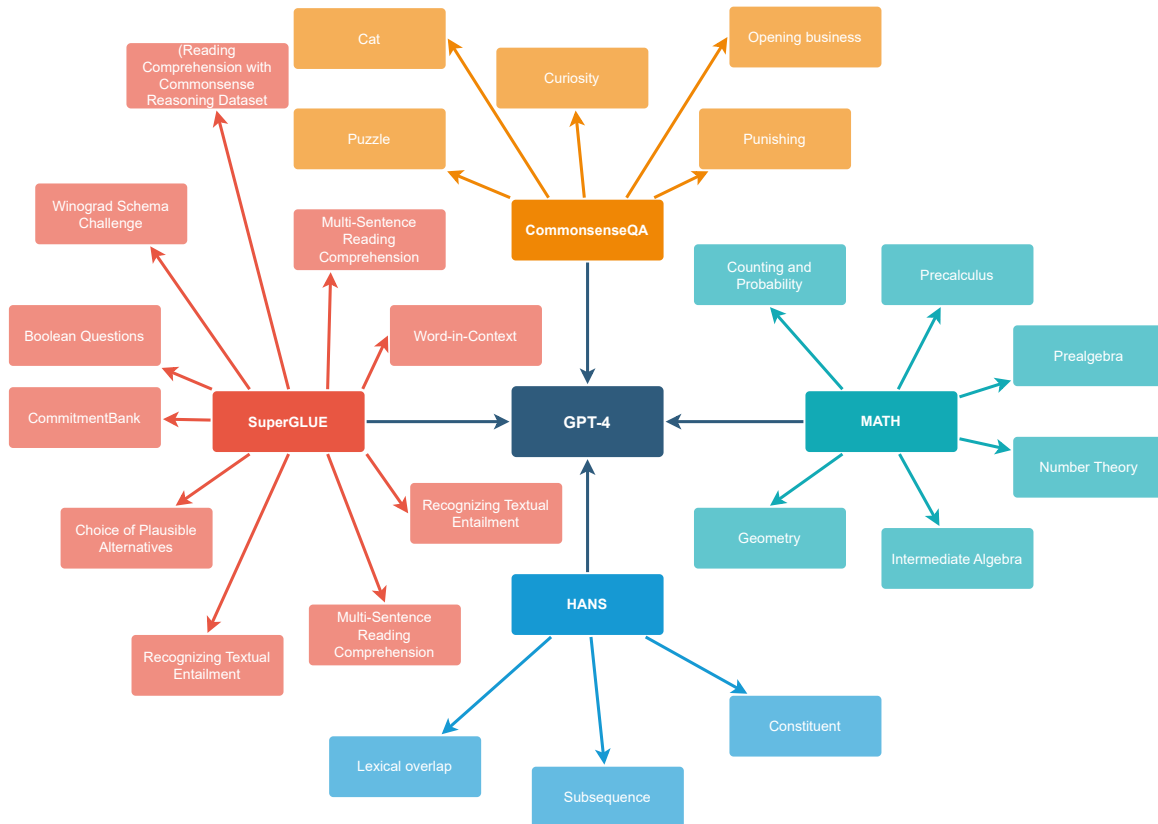 Cat
Opening business
(Reading
Comprehension with
Commonsense
Reasoning Dataset
Curiosity
Puzzle
Punishing
Winograd Schema
Challenge
Multi-Sentence
Reading
Comprehension
CommonsenseQA
Counting and
Probability
Precalculus
Boolean Questions
Word-in-Context
Prealgebra
CommitmentBank
SuperGLUE
GPT-4
MATH
Number Theory
Recognizing Textual
Entailment
Choice of Plausible
Alternatives
Geometry
Intermediate Algebra
HANS
Multi-Sentence
Reading
Comprehension
Recognizing Textual
Entailment
Constituent
Lexical overlap
Subsequence